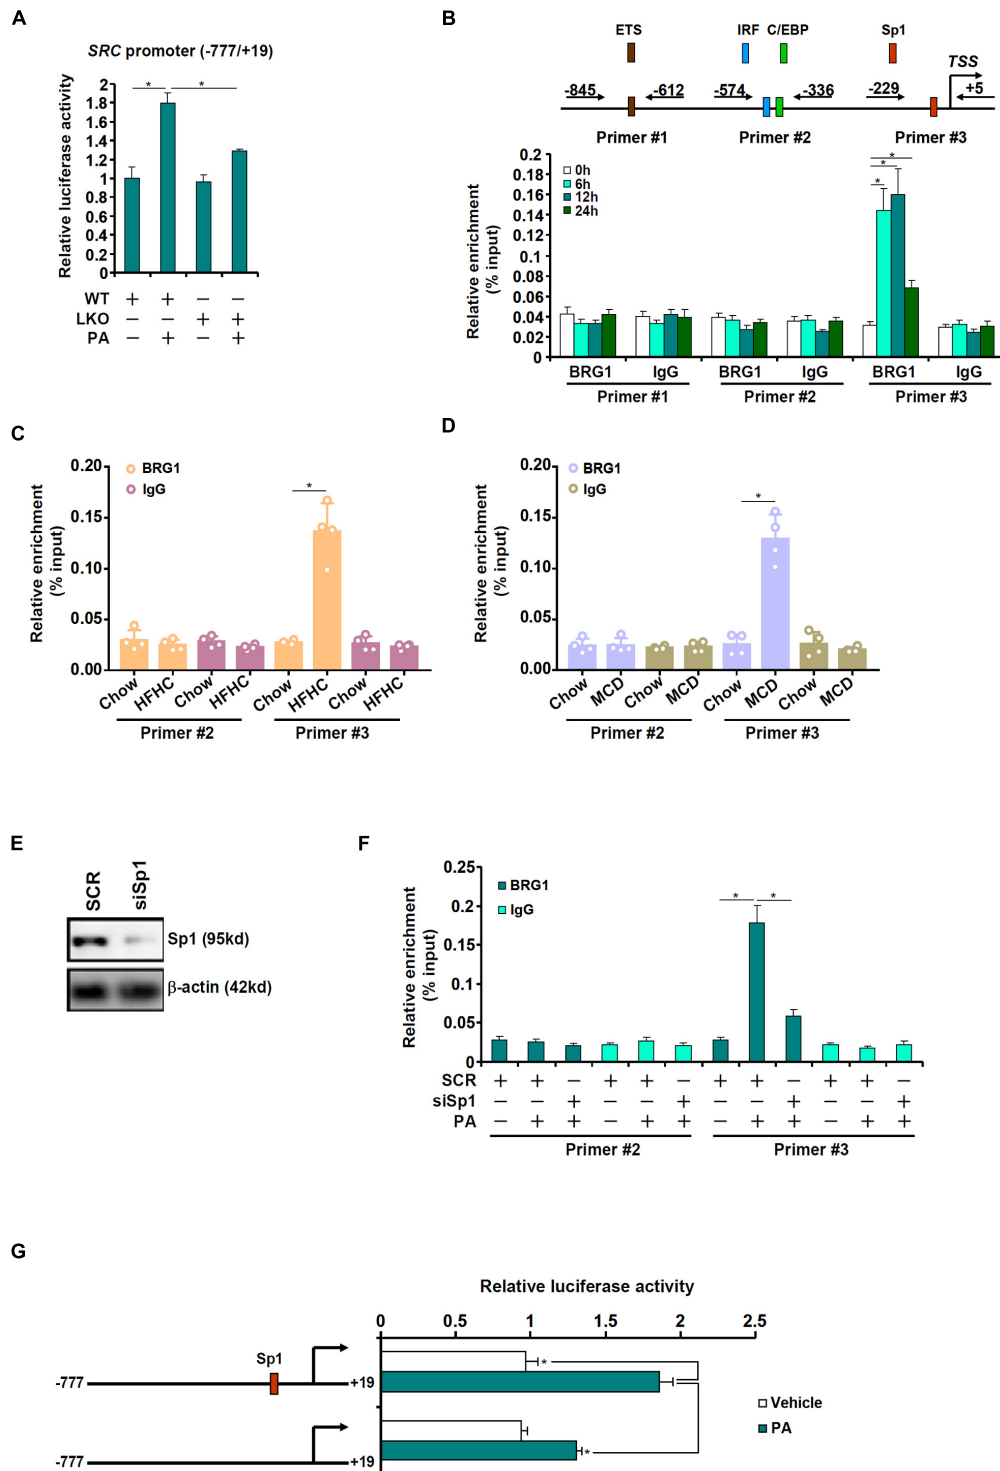 A
SRC promoter (-777/+19)
Relative luciferase activity
2
1.8
1.6
1.4
1.2
1
0.8
0.6
0.4
0.2
0
WT + + – –
LKO – – + +
PA – + – +
* *
B
ETS IRF C/EBP Sp1
TSS
-845 -612 -574 -336 -229 +5
Primer #1 Primer #2 Primer #3
Relative enrichment
(% input)
0.2
0.18
0.16
0.14
0.12
0.1
0.08
0.06
0.04
0.02
0
0h
6h
12h
24h
*
*
*
BRG1 IgG BRG1 IgG BRG1 IgG
Primer #1 Primer #2 Primer #3
C
Relative enrichment
(% input)
0.20
0.15
0.10
0.05
0.00
BRG1
IgG
*
Chow HFHC Chow HFHC Chow HFHC Chow HFHC
Primer #2 Primer #3
D
Relative enrichment
(% input)
0.20
0.15
0.10
0.05
0.00
BRG1
IgG
*
Chow MCD Chow MCD Chow MCD Chow MCD
Primer #2 Primer #3
E
SCR siSp1
Sp1 (95kd)
β-actin (42kd)
F
Relative enrichment
(% input)
0.25
0.2
0.15
0.1
0.05
0
BRG1
IgG
* *
SCR + + – + + – + + – + + –
siSp1 – – + – – + – – + – – +
PA – + + – + + – + + – + +
Primer #2 Primer #3
G
Relative luciferase activity
0 0.5 1 1.5 2 2.5
Sp1
-777 +19
*
-777 +19
*
Vehicle
PA